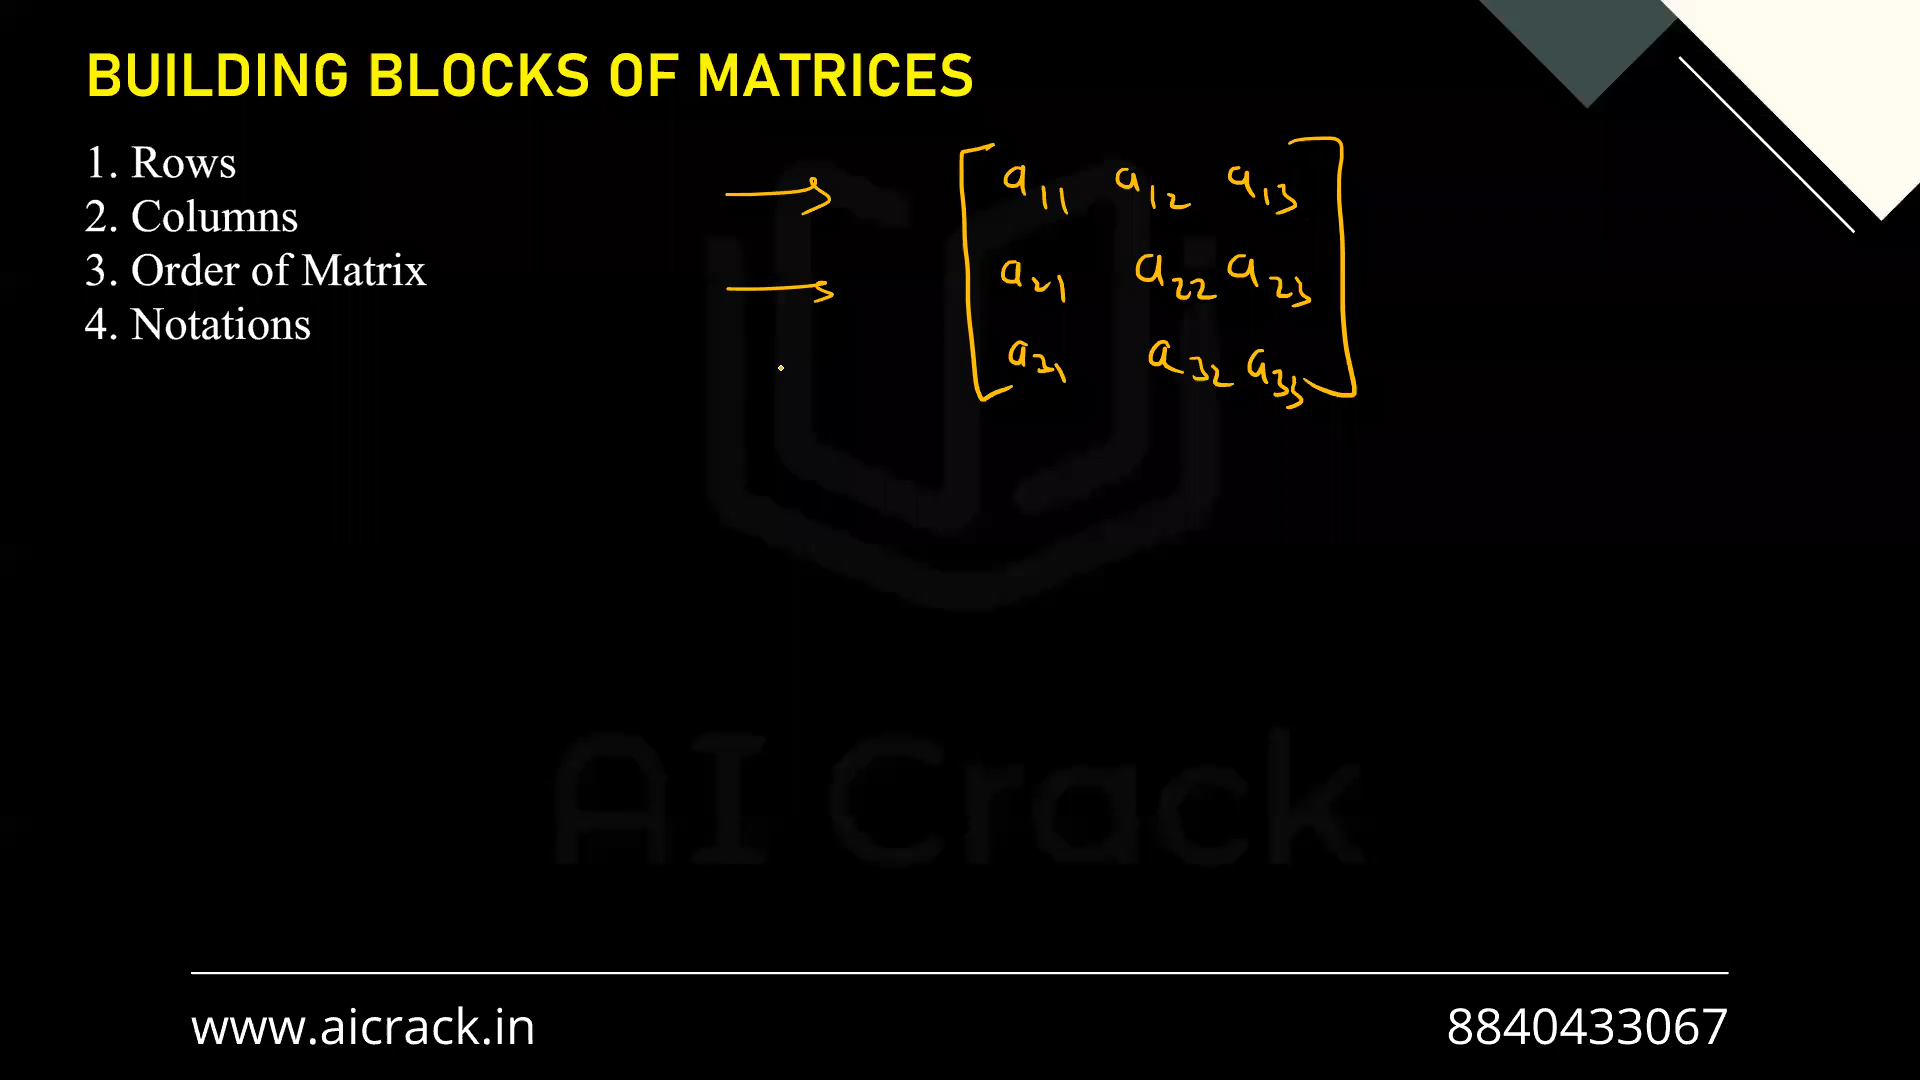 BUILDING BLOCKS OF MATRICES
1. Rows
2. Columns
3. Order of Matrix
4. Notations
a11 a12 a13
a21 a22 a23
a31 a32 a33
AI Crack
www.aicrack.in
8840433067